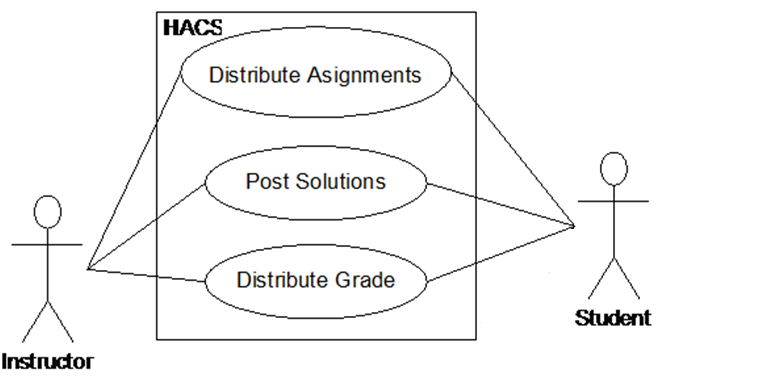 HACS
Distribute Asignments
Post Solutions
Distribute Grade
Instructor
Student